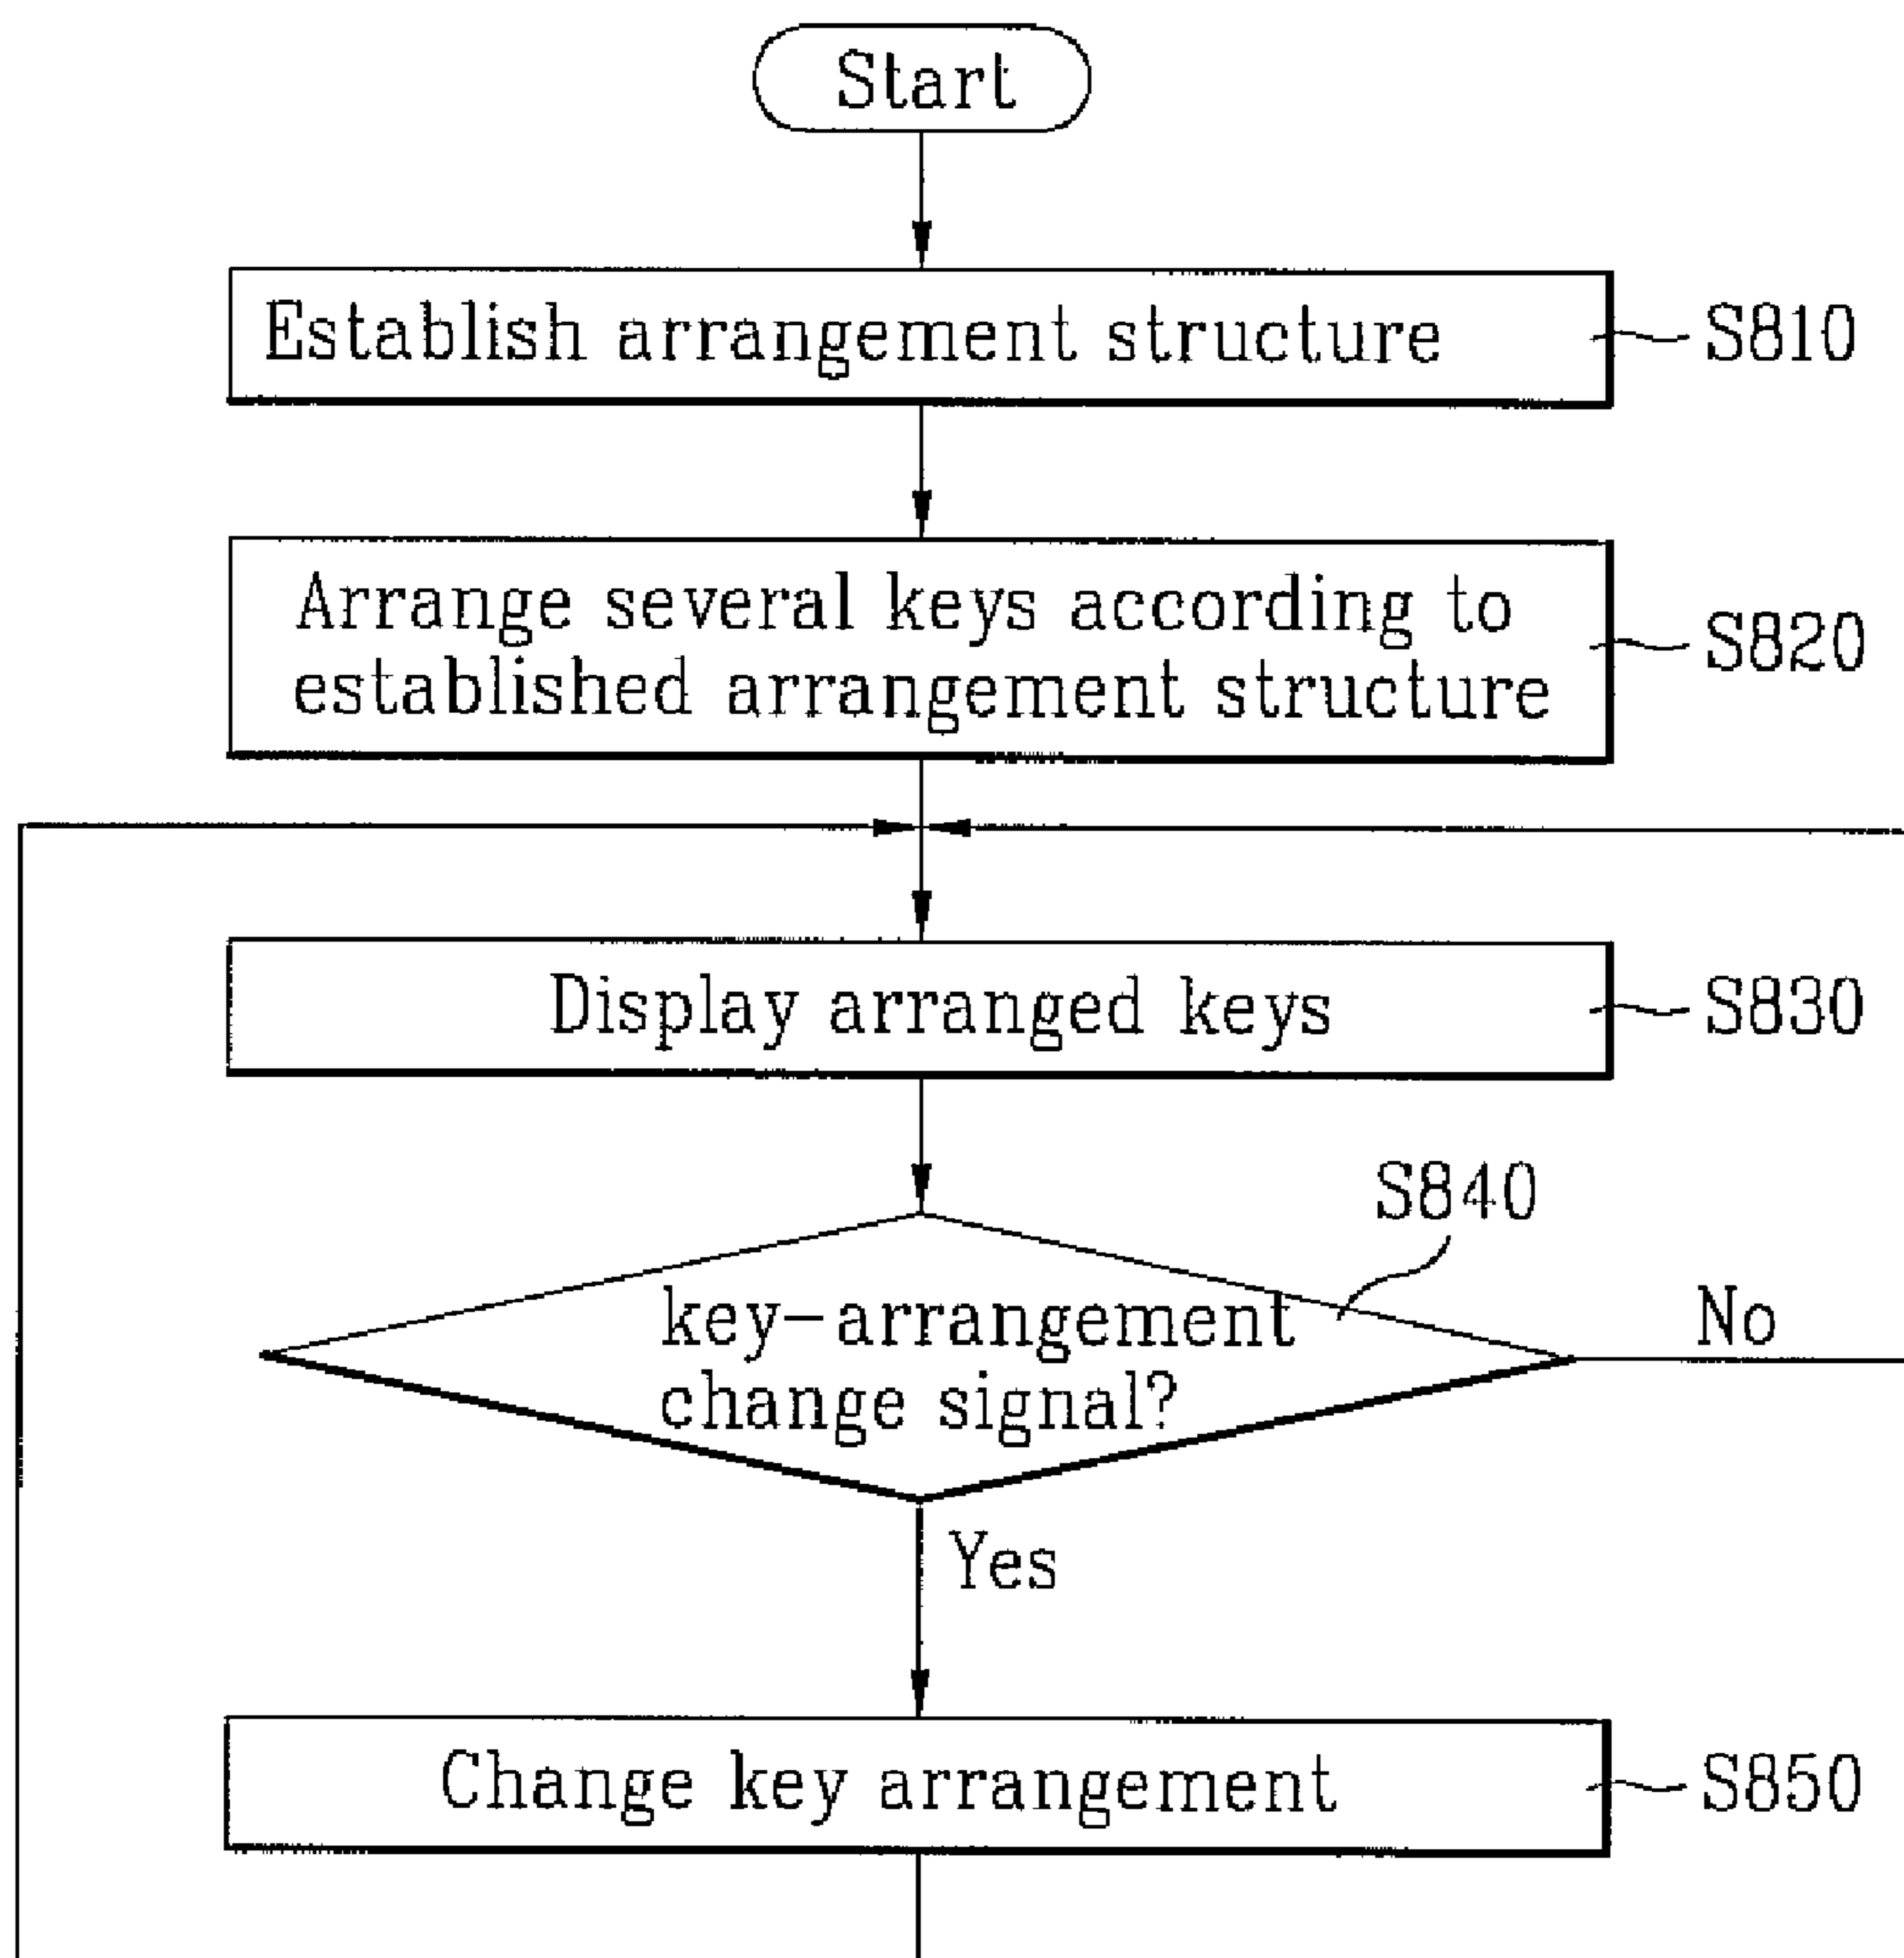 Start
Establish arrangement structure
S810
Arrange several keys according to
established arrangement structure
S820
Display arranged keys
S830
S840
key-arrangement
change signal?
No
Yes
Change key arrangement
S850